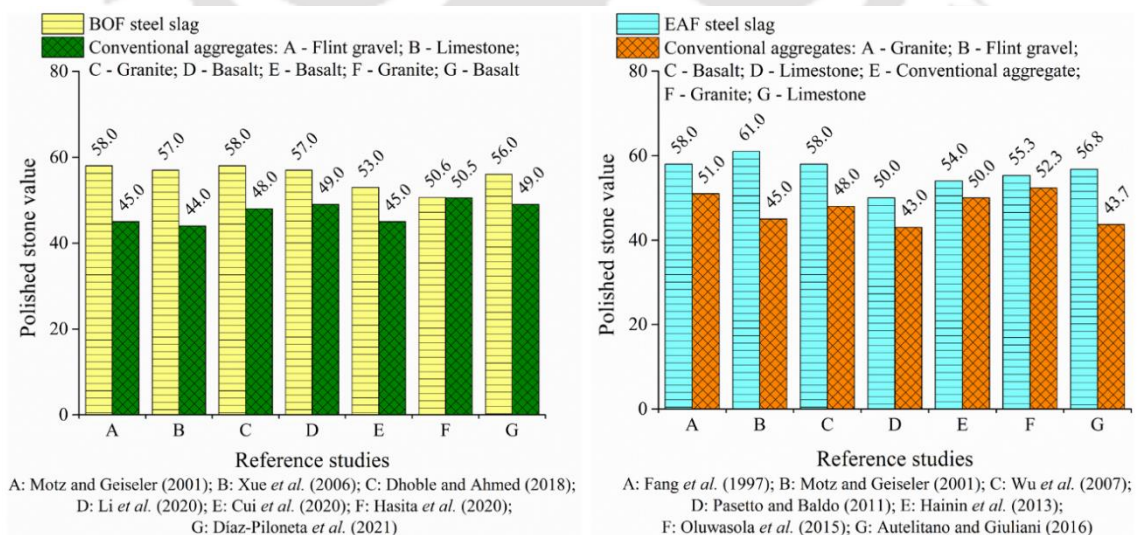 BOF steel slag
Conventional aggregates: A - Flint gravel; B - Limestone;
C - Granite; D - Basalt; E - Basalt; F - Granite; G - Basalt
80
60
40
20
0
Polished stone value
58.0
45.0
57.0
44.0
58.0
48.0
57.0
49.0
53.0
45.0
50.6
50.5
56.0
49.0
A B C D E F G
Reference studies
A: Motz and Geiseler (2001); B: Xue et al. (2006); C: Dhoble and Ahmed (2018);
D: Li et al. (2020); E: Cui et al. (2020); F: Hasita et al. (2020);
G: Díaz-Piloneta et al. (2021)
EAF steel slag
Conventional aggregates: A - Granite; B - Flint gravel;
C - Basalt; D - Limestone; E - Conventional aggregate;
F - Granite; G - Limestone
80
60
40
20
0
Polished stone value
58.0
51.0
61.0
45.0
58.0
48.0
50.0
43.0
54.0
50.0
55.3
52.3
56.8
43.7
A B C D E F G
Reference studies
A: Fang et al. (1997); B: Motz and Geiseler (2001); C: Wu et al. (2007);
D: Pasetto and Baldo (2011); E: Hainin et al. (2013);
F: Oluwasola et al. (2015); G: Autelitano and Giuliani (2016)